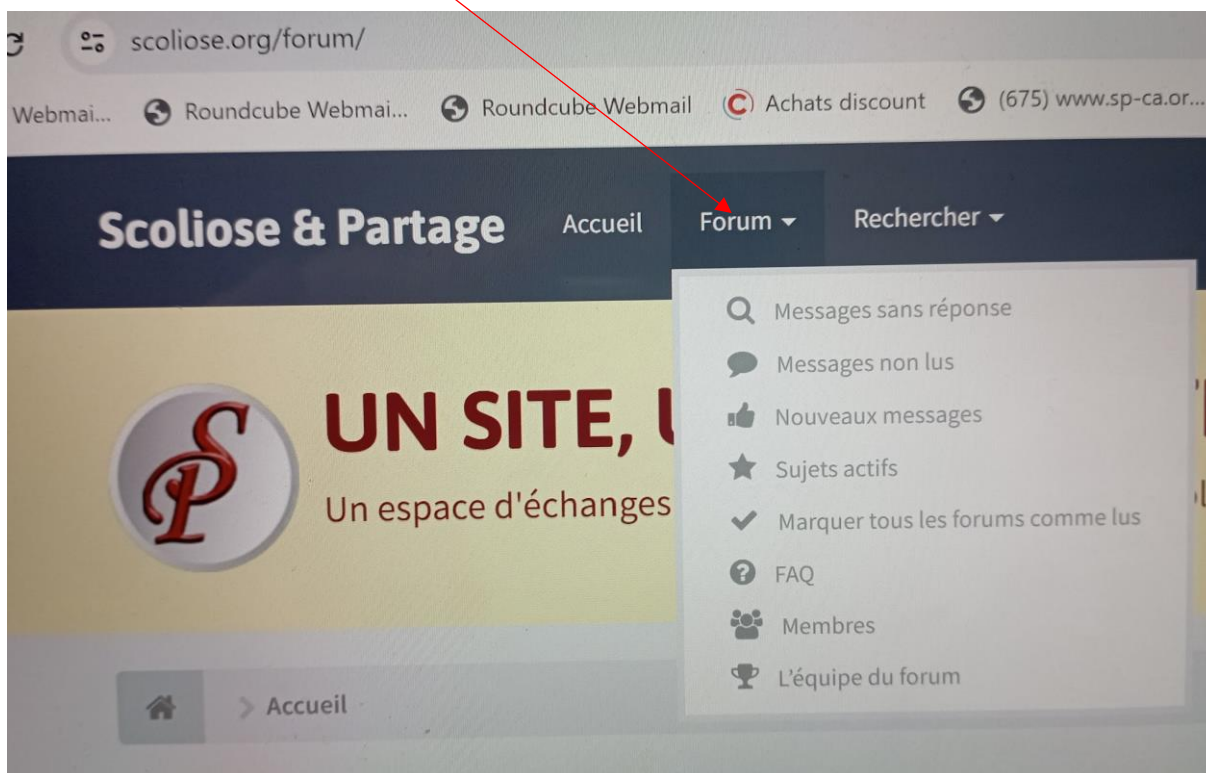 scoliose.org/forum/
Webmai... Roundcube Webmai... Roundcube Webmail Achats discount (675) www.sp-ca.or...
Scoliose & Partage Accueil Forum Rechercher
Messages sans réponse
Messages non lus
UN SITE,
Nouveaux messages
Sujets actifs
Un espace d'échanges
Marquer tous les forums comme lus
FAQ
Membres
L'équipe du forum
Accueil